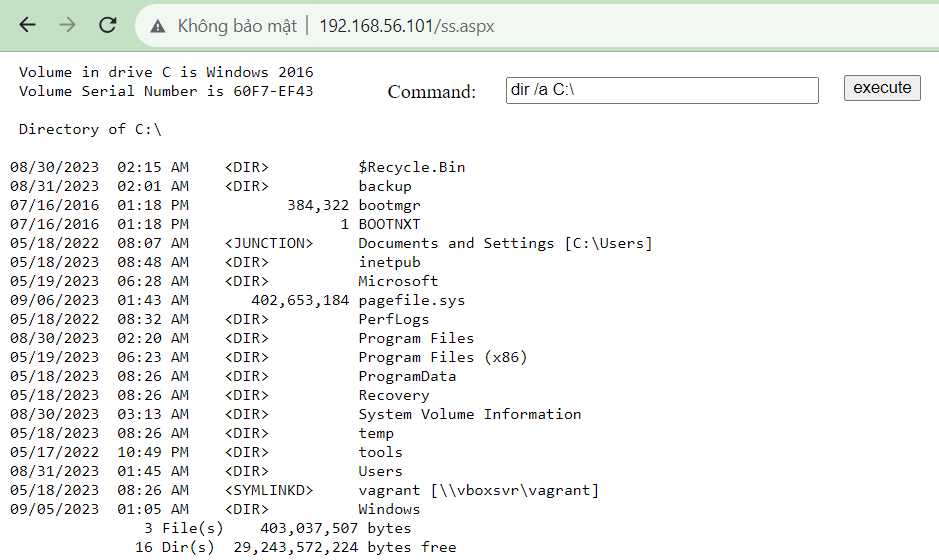 Không bảo mật 192.168.56.101/ss.aspx
Volume in drive C is Windows 2016
Volume Serial Number is 60F7-EF43
Command: dir /a C:\ execute
Directory of C:\
08/30/2023 02:15 AM <DIR> $Recycle.Bin
08/31/2023 02:01 AM <DIR> backup
07/16/2016 01:18 PM 384,322 bootmgr
07/16/2016 01:18 PM 1 BOOTNXT
05/18/2022 08:07 AM <JUNCTION> Documents and Settings [C:\Users]
05/18/2023 08:48 AM <DIR> inetpub
05/19/2023 06:28 AM <DIR> Microsoft
09/06/2023 01:43 AM 402,653,184 pagefile.sys
05/18/2022 08:32 AM <DIR> PerfLogs
08/30/2023 02:20 AM <DIR> Program Files
05/19/2023 06:23 AM <DIR> Program Files (x86)
05/18/2023 08:26 AM <DIR> ProgramData
05/18/2023 08:26 AM <DIR> Recovery
08/30/2023 03:13 AM <DIR> System Volume Information
05/18/2023 08:26 AM <DIR> temp
05/17/2022 10:49 PM <DIR> tools
08/31/2023 01:45 AM <DIR> Users
05/18/2023 08:26 AM <SYMLINKD> vagrant [\\vboxsvr\vagrant]
09/05/2023 01:05 AM <DIR> Windows
3 File(s) 403,037,507 bytes
16 Dir(s) 29,243,572,224 bytes free